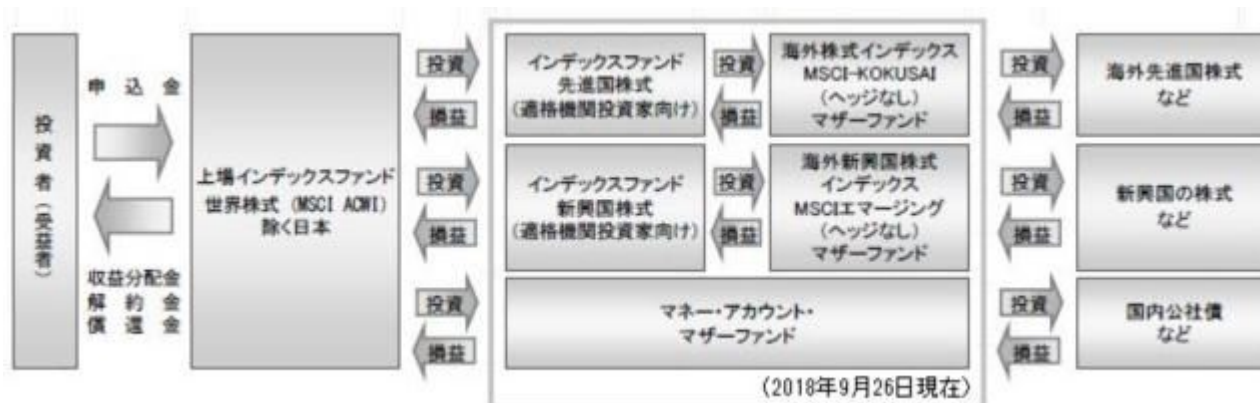 投資者(受益者)
申込金
収益分配金
解約金
償還金
上場インデックスファンド
世界株式(MSCI ACWI)
除く日本
投資
損益
投資
損益
投資
損益
インデックスファンド
先進国株式
(適格機関投資家向け)
投資
損益
海外株式インデックス
MSCI-KOKUSAI
(ヘッジなし)
マザーファンド
インデックスファンド
新興国株式
(適格機関投資家向け)
投資
損益
海外新興国株式
インデックス
MSCIエマージング
(ヘッジなし)
マザーファンド
マネー・アカウント・
マザーファンド
(2018年9月26日現在)
投資
損益
海外先進国株式
など
投資
損益
新興国の株式
など
投資
損益
国内公社債
など